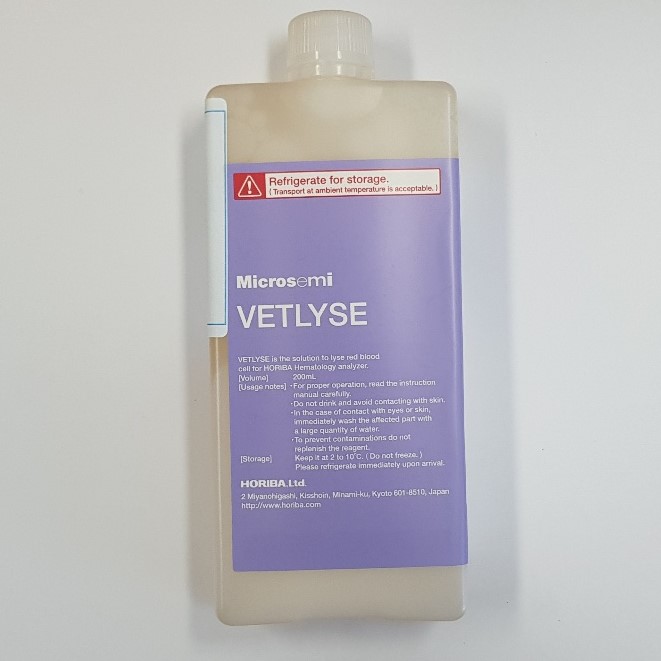 Refrigerate for storage.
( Transport at ambient temperature is acceptable. )
Microsemi
VETLYSE
VETLYSE is the solution to lyse red blood
cell for HORIBA Hematology analyzer.
[Volume] 200mL
[Usage notes] ・For proper operation, read the instruction
manual carefully.
・Do not drink and avoid contacting with skin.
・In the case of contact with eyes or skin,
immediately wash the affected part with
a large quantity of water.
・To prevent contaminations do not
replenish the reagent.
[Storage] Keep it at 2 to 10°C. ( Do not freeze. )
Please refrigerate immediately upon arrival.
HORIBA,Ltd.
2 Miyanohigashi, Kisshoin, Minami-ku, Kyoto 601-8510, Japan
http://www.horiba.com